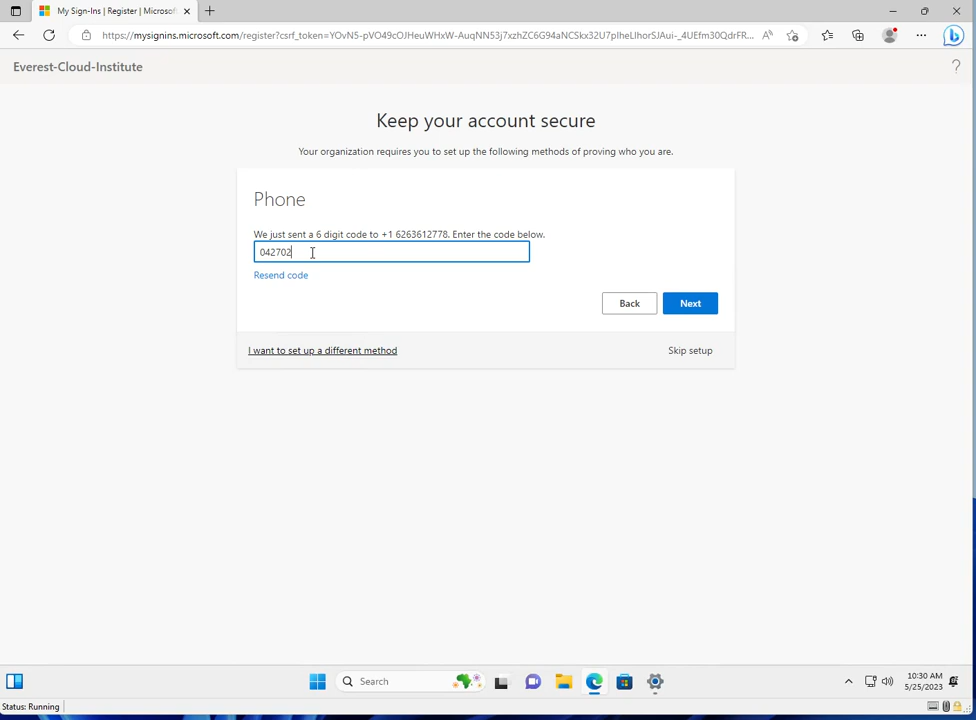 My Sign-Ins | Register | Microsof
https://mysignins.microsoft.com/register?csrf_token=YOvN5-pVO49cOJHeuWHxW-AuqNN53j7xzhZC6G94aNCSkx32U7pIheLIhorSJAui-_4UEfm30QdrFR...
Everest-Cloud-Institute
?
Keep your account secure
Your organization requires you to set up the following methods of proving who you are.
Phone
We just sent a 6 digit code to +1 6263612778. Enter the code below.
042702
Resend code
Back
Next
I want to set up a different method
Skip setup
Search
10:30 AM
5/25/2023
Status: Running